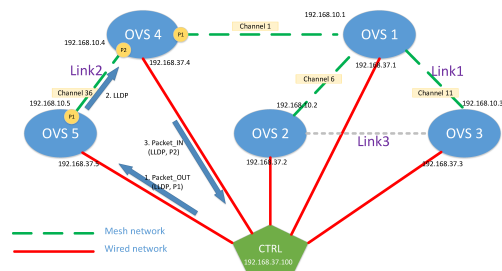 192.168.10.1
OVS 4
P1
Channel 1
OVS 1
192.168.10.4
P2
192.168.37.4
192.168.37.1
Link2
Channel 6
Link1
Channel 36
2. LLDP
Channel 11
192.168.10.5
192.168.10.2
192.168.10.3
P1
OVS 5
OVS 2
OVS 3
Link3
3. Packet_IN
(LLDP, P2)
192.168.37.5
192.168.37.2
192.168.37.3
1. Packet_OUT
(LLDP, P1)
Mesh network
Wired network
CTRL
192.168.37.100